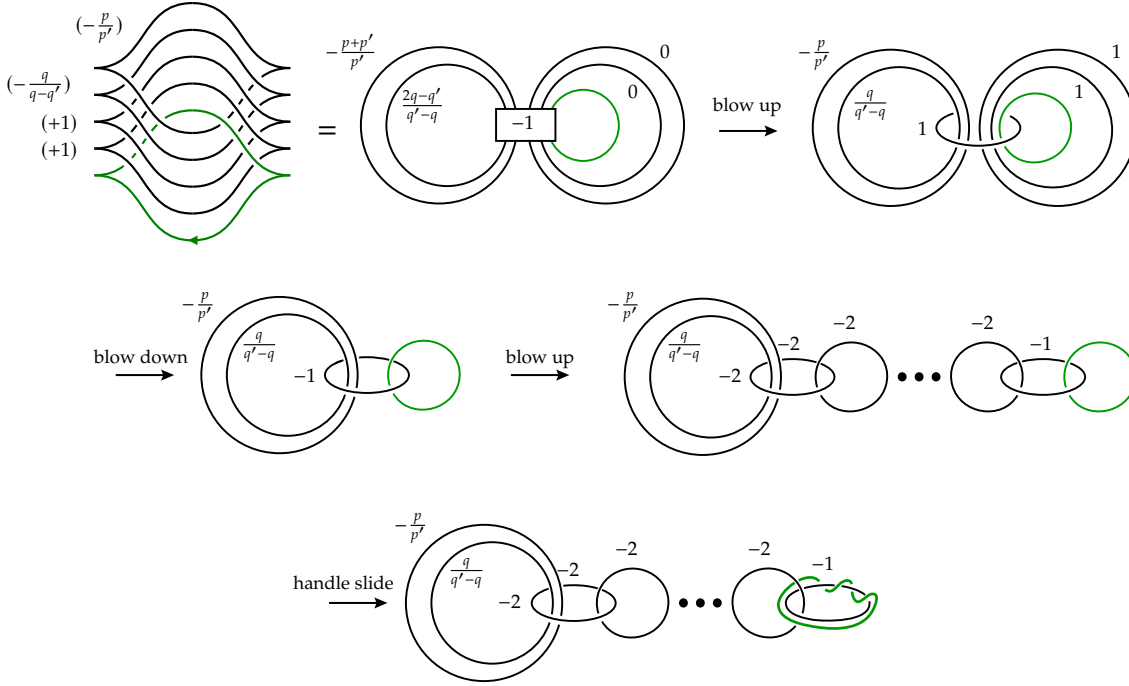 (−p/p′)
(−q/(q−q′))
(+1)
(+1)
=
−(p+p′)/p′
(2q−q′)/(q′−q)
−1
0
0
blow up
−p/p′
q/(q′−q)
1
1
1
blow down
−p/p′
q/(q′−q)
−1
blow up
−p/p′
q/(q′−q)
−2
−2
−2
−2
−1
handle slide
−p/p′
q/(q′−q)
−2
−2
−2
−2
−1